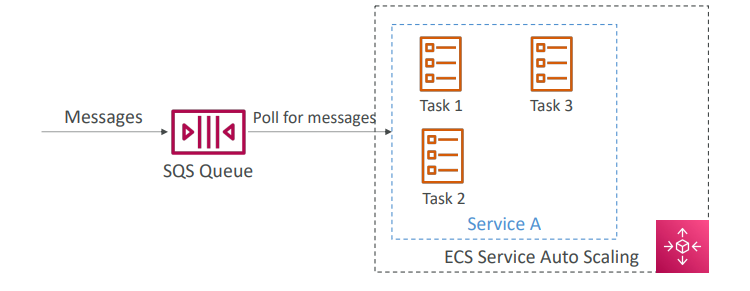 Messages
SQS Queue
Poll for messages
Task 1
Task 3
Task 2
Service A
ECS Service Auto Scaling